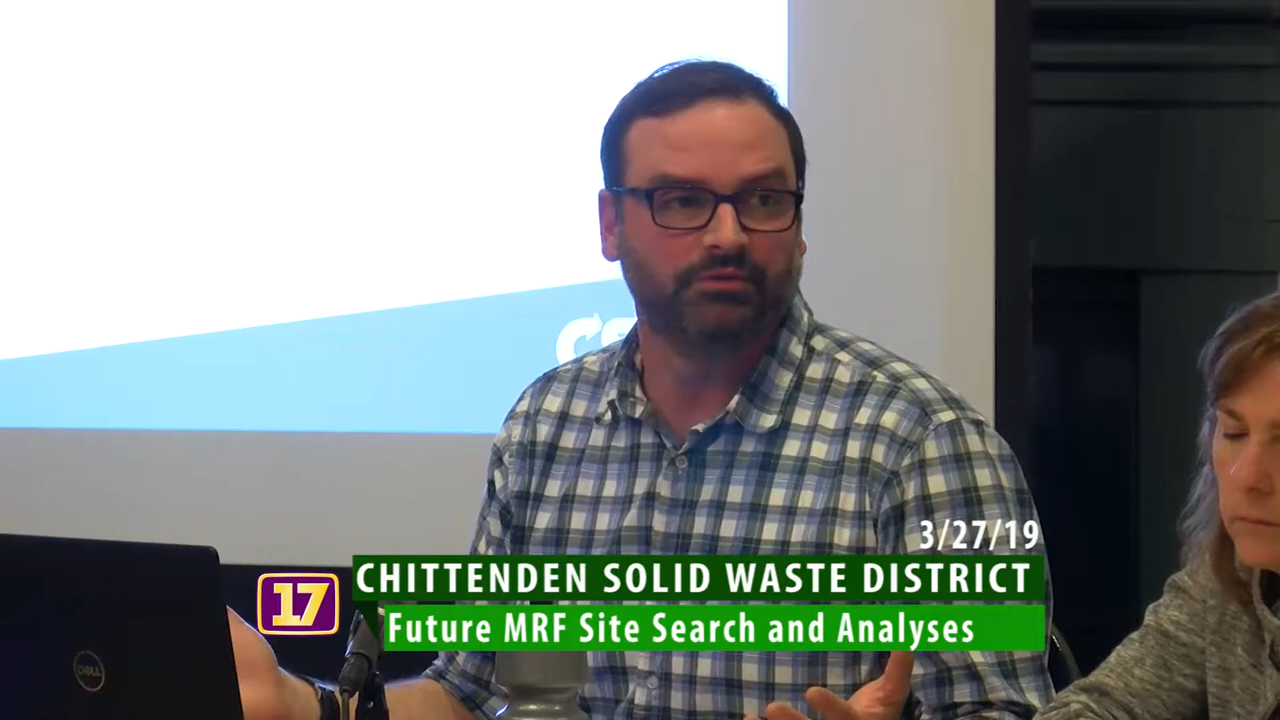 3/27/19
17
CHITTENDEN SOLID WASTE DISTRICT
Future MRF Site Search and Analyses
DELL